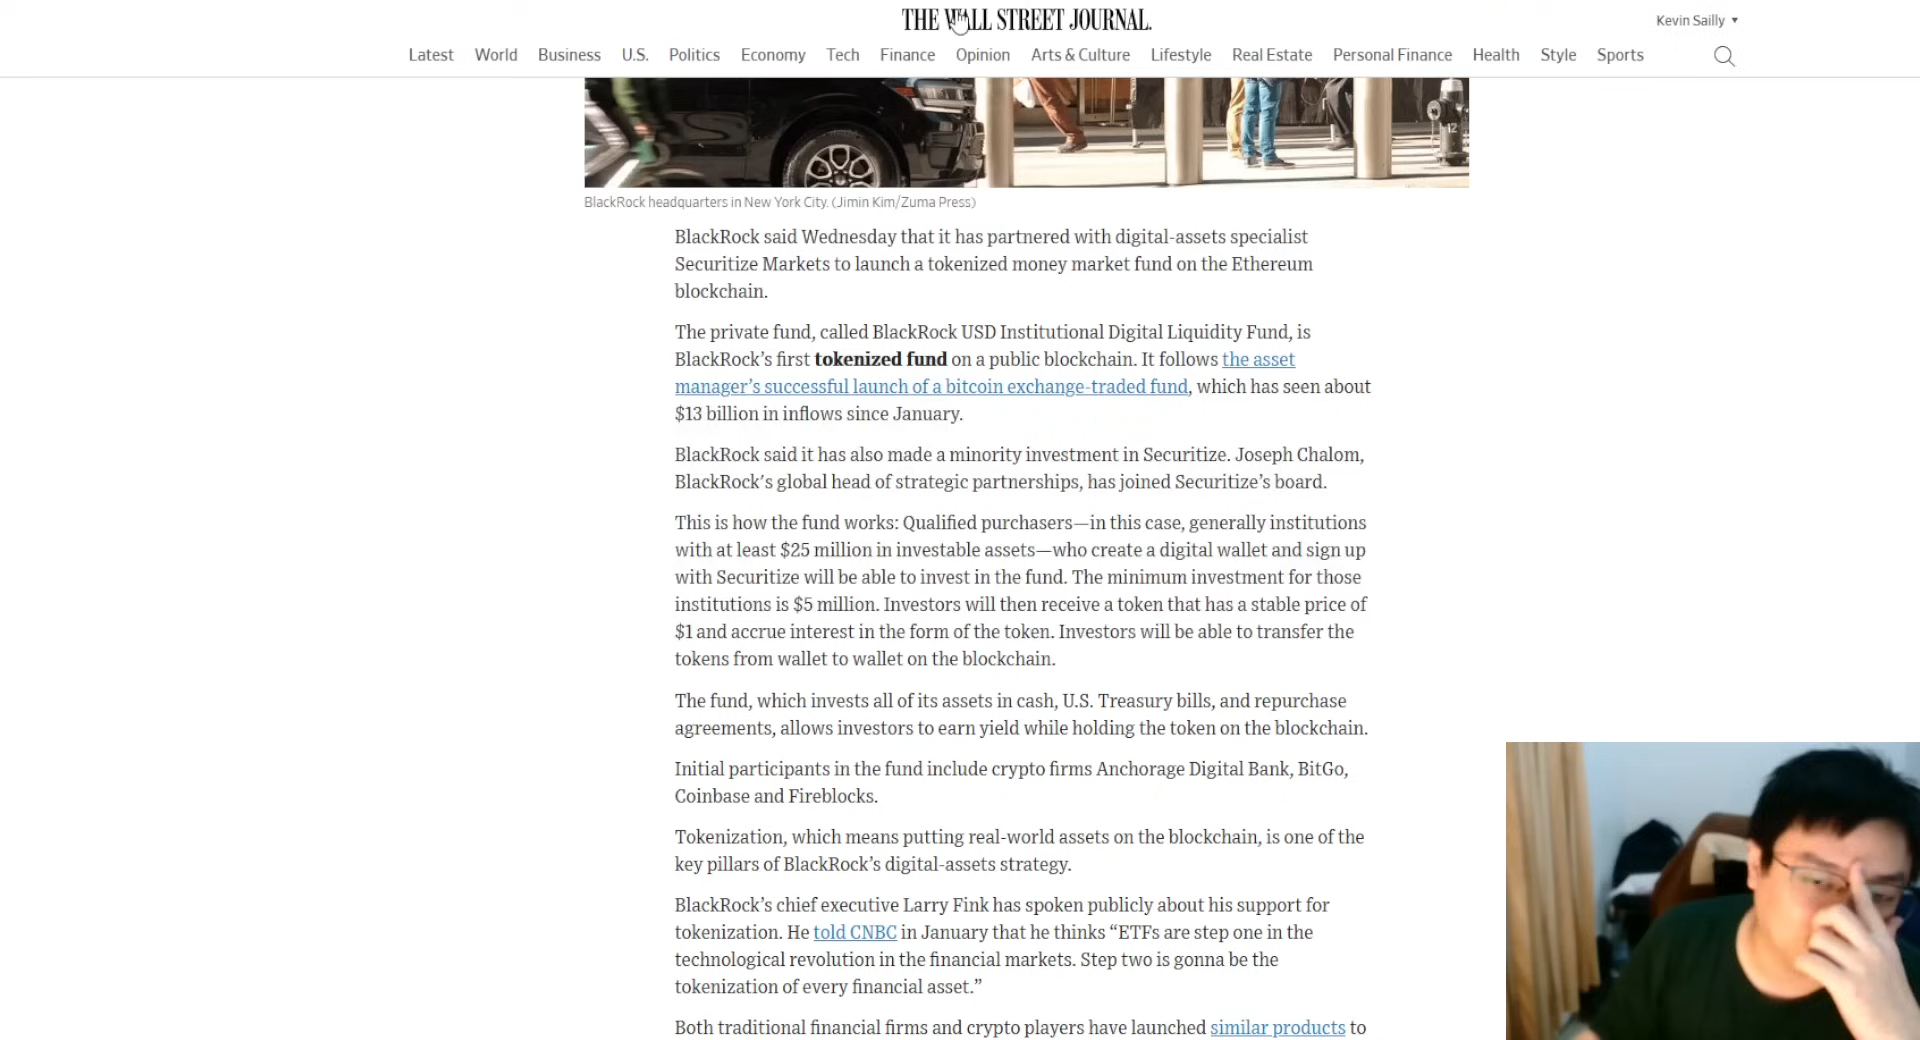 THE WALL STREET JOURNAL.
Kevin Sailly
Latest World Business U.S. Politics Economy Tech Finance Opinion Arts & Culture Lifestyle Real Estate Personal Finance Health Style Sports
12
BlackRock headquarters in New York City. (Jimin Kim/Zuma Press)
BlackRock said Wednesday that it has partnered with digital-assets specialist
Securitize Markets to launch a tokenized money market fund on the Ethereum
blockchain.
The private fund, called BlackRock USD Institutional Digital Liquidity Fund, is
BlackRock’s first tokenized fund on a public blockchain. It follows the asset
manager’s successful launch of a bitcoin exchange-traded fund, which has seen about
$13 billion in inflows since January.
BlackRock said it has also made a minority investment in Securitize. Joseph Chalom,
BlackRock's global head of strategic partnerships, has joined Securitize’s board.
This is how the fund works: Qualified purchasers—in this case, generally institutions
with at least $25 million in investable assets—who create a digital wallet and sign up
with Securitize will be able to invest in the fund. The minimum investment for those
institutions is $5 million. Investors will then receive a token that has a stable price of
$1 and accrue interest in the form of the token. Investors will be able to transfer the
tokens from wallet to wallet on the blockchain.
The fund, which invests all of its assets in cash, U.S. Treasury bills, and repurchase
agreements, allows investors to earn yield while holding the token on the blockchain.
Initial participants in the fund include crypto firms Anchorage Digital Bank, BitGo,
Coinbase and Fireblocks.
Tokenization, which means putting real-world assets on the blockchain, is one of the
key pillars of BlackRock’s digital-assets strategy.
BlackRock’s chief executive Larry Fink has spoken publicly about his support for
tokenization. He told CNBC in January that he thinks “ETFs are step one in the
technological revolution in the financial markets. Step two is gonna be the
tokenization of every financial asset.”
Both traditional financial firms and crypto players have launched similar products to